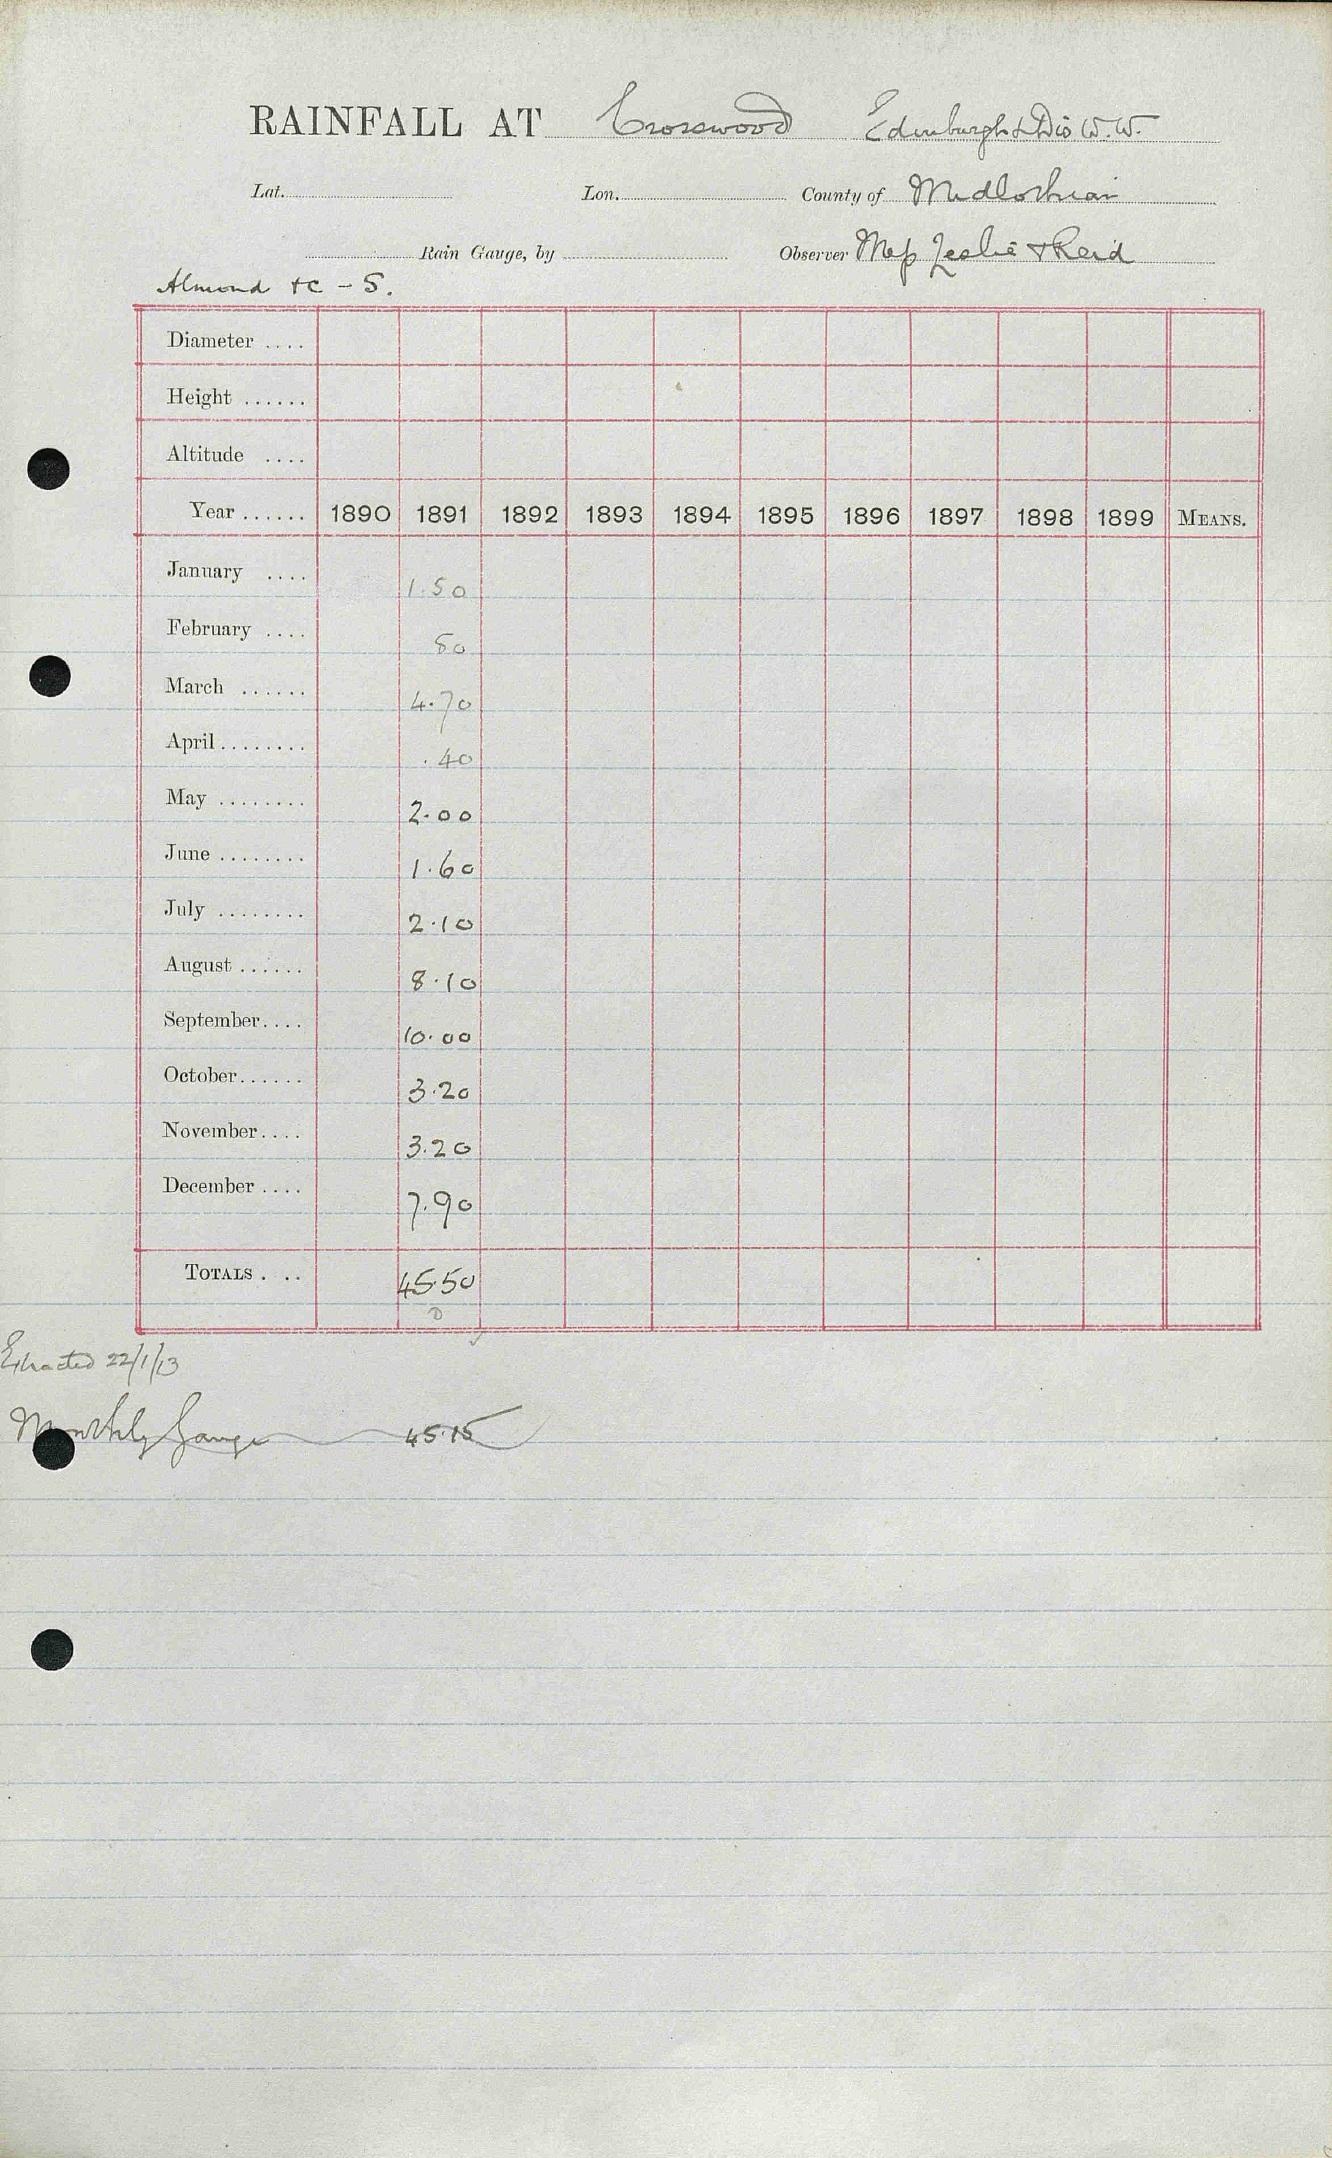 RAINFALL AT Crosswood Edinburgh & Dis W.W.
Lat. Lon. County of Midlothian
Rain Gauge, by Observer Mess Leslie & Reid
Almond &c - S.
Diameter ....
Height ......
Altitude ....
Year ...... 1890 1891 1892 1893 1894 1895 1896 1897 1898 1899 MEANS.
January .... 1.50
February .... 80
March ...... 4.70
April ........ .40
May ........ 2.00
June ........ 1.60
July ........ 2.10
August ...... 8.10
September .... 10.00
October ...... 3.20
November .... 3.20
December .... 7.90
TOTALS . .. 45.50
D
Extracted 22/1/13
Monthly Gauge 45.15